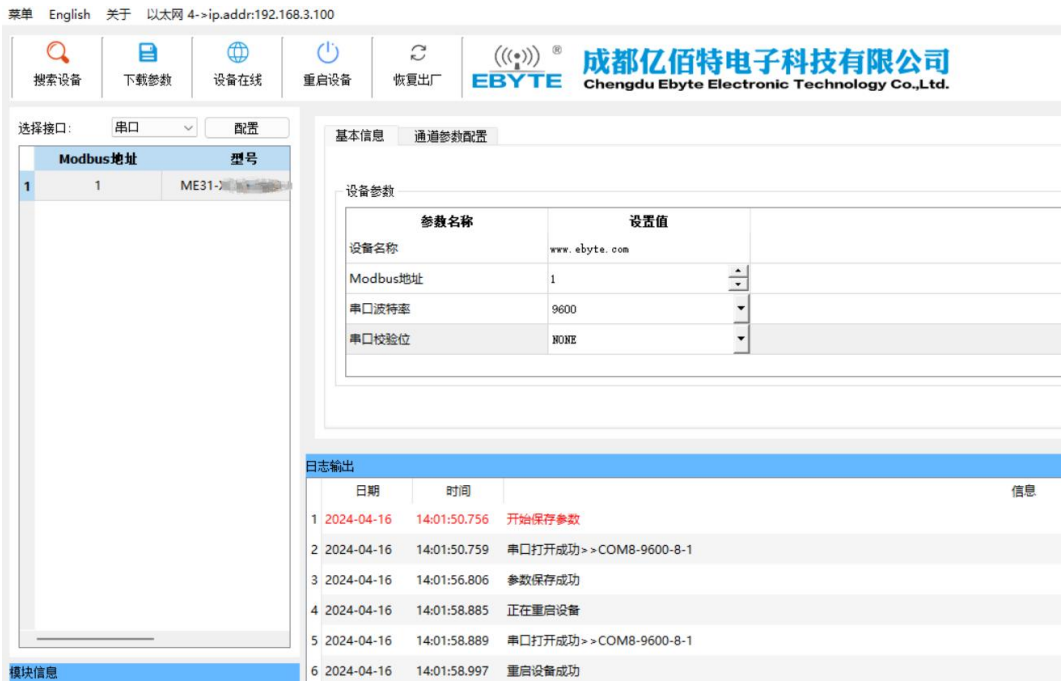 菜单 English 关于 以太网 4->ip.addr:192.168.3.100
搜索设备 下载参数 设备在线 重启设备 恢复出厂
((·)) ®
EBYTE
成都亿佰特电子科技有限公司
Chengdu Ebyte Electronic Technology Co.,Ltd.
选择接口: 串口 配置
Modbus地址 型号
1 1 ME31-
基本信息 通道参数配置
设备参数
参数名称 设置值
设备名称 www.ebyte.com
Modbus地址 1
串口波特率 9600
串口校验位 NONE
日志输出
日期 时间 信息
1 2024-04-16 14:01:50.756 开始保存参数
2 2024-04-16 14:01:50.759 串口打开成功>>COM8-9600-8-1
3 2024-04-16 14:01:56.806 参数保存成功
4 2024-04-16 14:01:58.885 正在重启设备
5 2024-04-16 14:01:58.889 串口打开成功>>COM8-9600-8-1
6 2024-04-16 14:01:58.997 重启设备成功
模块信息